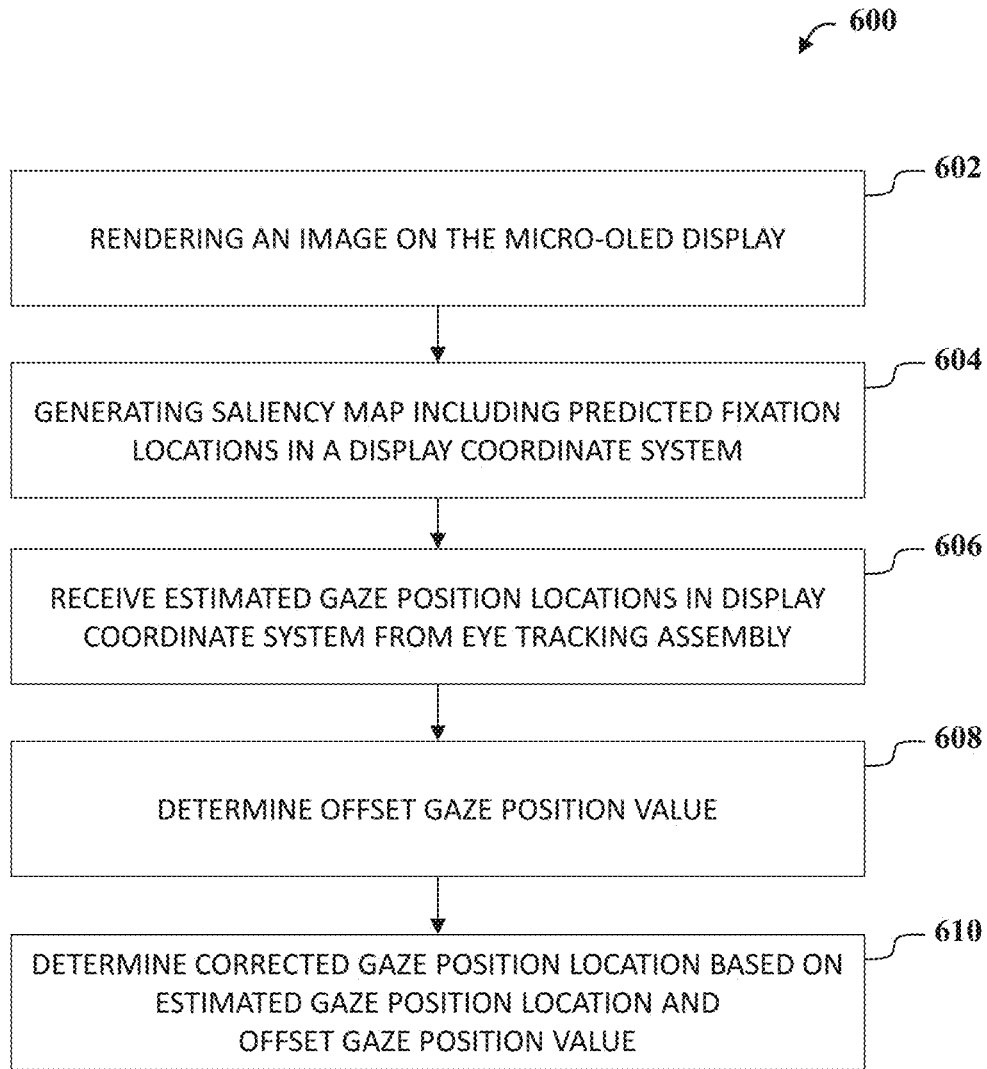 600
602
RENDERING AN IMAGE ON THE MICRO-OLED DISPLAY
604
GENERATING SALIENCY MAP INCLUDING PREDICTED FIXATION
LOCATIONS IN A DISPLAY COORDINATE SYSTEM
606
RECEIVE ESTIMATED GAZE POSITION LOCATIONS IN DISPLAY
COORDINATE SYSTEM FROM EYE TRACKING ASSEMBLY
608
DETERMINE OFFSET GAZE POSITION VALUE
610
DETERMINE CORRECTED GAZE POSITION LOCATION BASED ON
ESTIMATED GAZE POSITION LOCATION AND
OFFSET GAZE POSITION VALUE